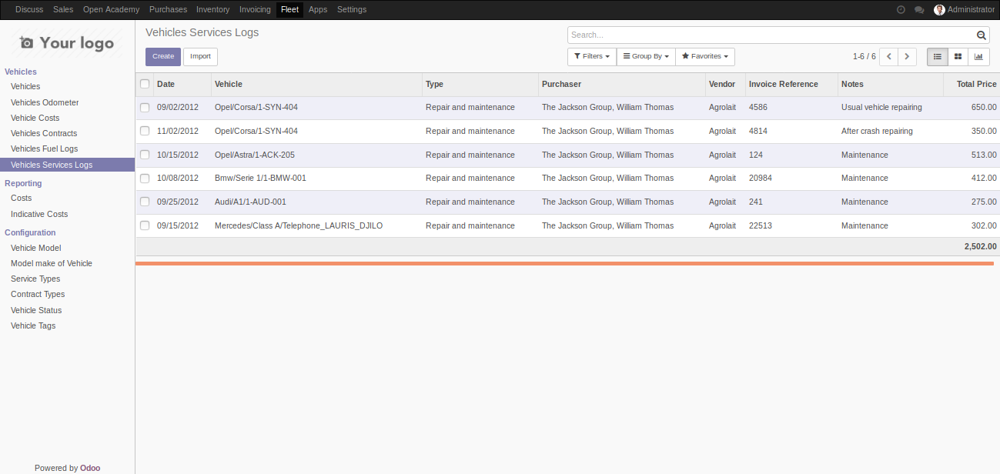 Discuss Sales Open Academy Purchases Inventory Invoicing Fleet Apps Settings Administrator
Your logo
Vehicles
Vehicles
Vehicles Odometer
Vehicle Costs
Vehicles Contracts
Vehicles Fuel Logs
Vehicles Services Logs
Reporting
Costs
Indicative Costs
Configuration
Vehicle Model
Model make of Vehicle
Service Types
Contract Types
Vehicle Status
Vehicle Tags
Powered by Odoo
Vehicles Services Logs
Search...
Create Import
Filters Group By Favorites 1-6 / 6
Date Vehicle Type Purchaser Vendor Invoice Reference Notes Total Price
09/02/2012 Opel/Corsa/1-SYN-404 Repair and maintenance The Jackson Group, William Thomas Agrolait 4586 Usual vehicle repairing 650.00
11/02/2012 Opel/Corsa/1-SYN-404 Repair and maintenance The Jackson Group, William Thomas Agrolait 4814 After crash repairing 350.00
10/15/2012 Opel/Astra/1-ACK-205 Repair and maintenance The Jackson Group, William Thomas Agrolait 124 Maintenance 513.00
10/08/2012 Bmw/Serie 1/1-BMW-001 Repair and maintenance The Jackson Group, William Thomas Agrolait 20984 Maintenance 412.00
09/25/2012 Audi/A1/1-AUD-001 Repair and maintenance The Jackson Group, William Thomas Agrolait 241 Maintenance 275.00
09/15/2012 Mercedes/Class A/Telephone_LAURIS_DJILO Repair and maintenance The Jackson Group, William Thomas Agrolait 22513 Maintenance 302.00
2,502.00